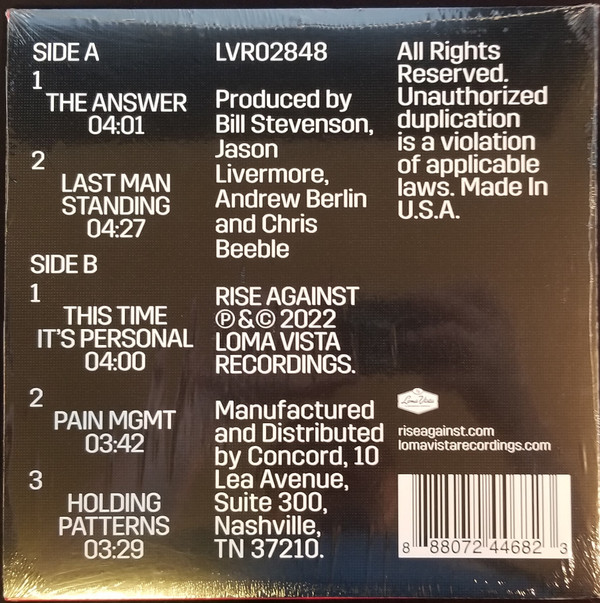 SIDE A
1
THE ANSWER
04:01
2
LAST MAN
STANDING
04:27
SIDE B
1
THIS TIME
IT'S PERSONAL
04:00
2
PAIN MGMT
03:42
3
HOLDING
PATTERNS
03:29
LVR02848
Produced by
Bill Stevenson,
Jason
Livermore,
Andrew Berlin
and Chris
Beeble
RISE AGAINST
℗&© 2022
LOMA VISTA
RECORDINGS.
Manufactured
and Distributed
by Concord, 10
Lea Avenue,
Suite 300,
Nashville,
TN 37210.
All Rights
Reserved.
Unauthorized
duplication
is a violation
of applicable
laws. Made In
U.S.A.
Loma Vista
riseagainst.com
lomavistarecordings.com
8 88072 44682 3